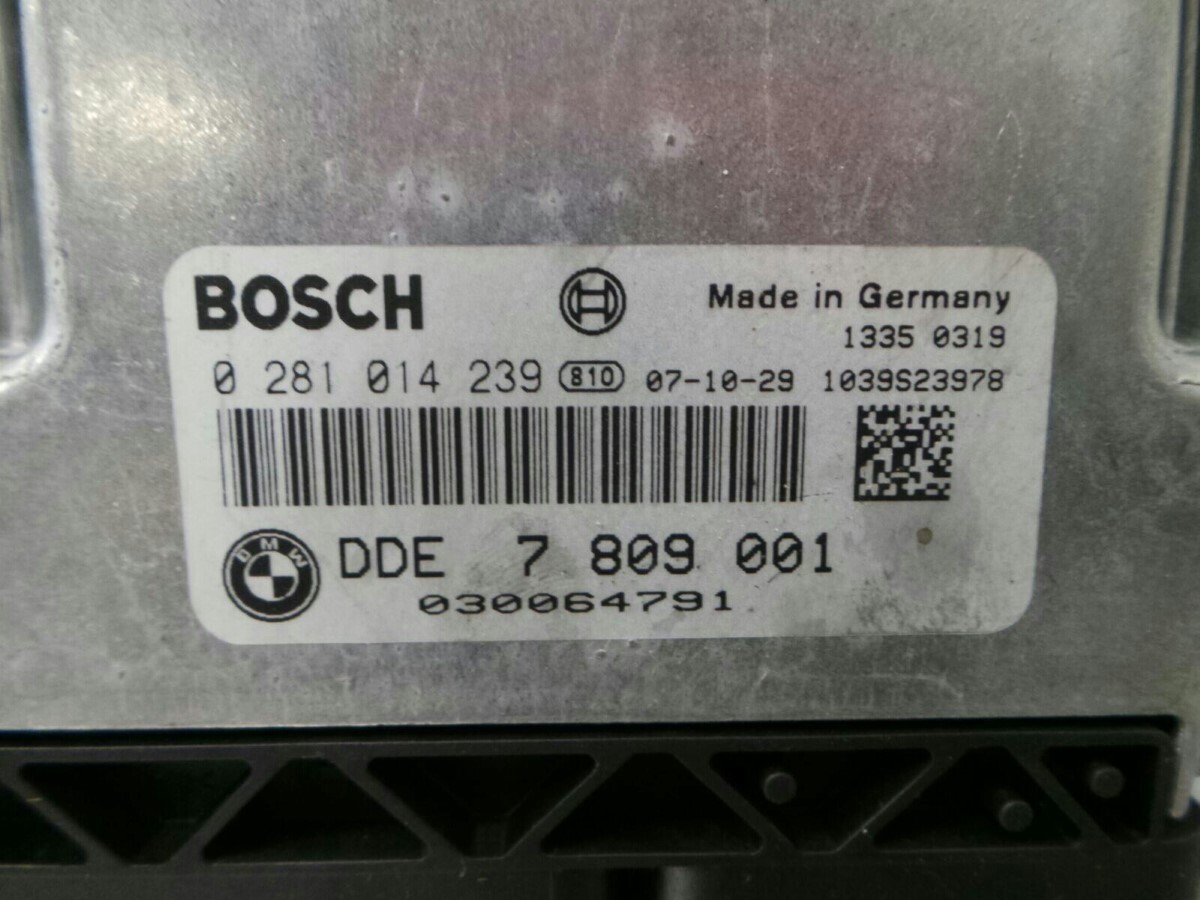 BOSCH
Made in Germany
1335 0319
0 281 014 239 810 07-10-29 1039S23978
BMW
DDE 7 809 001
030064791